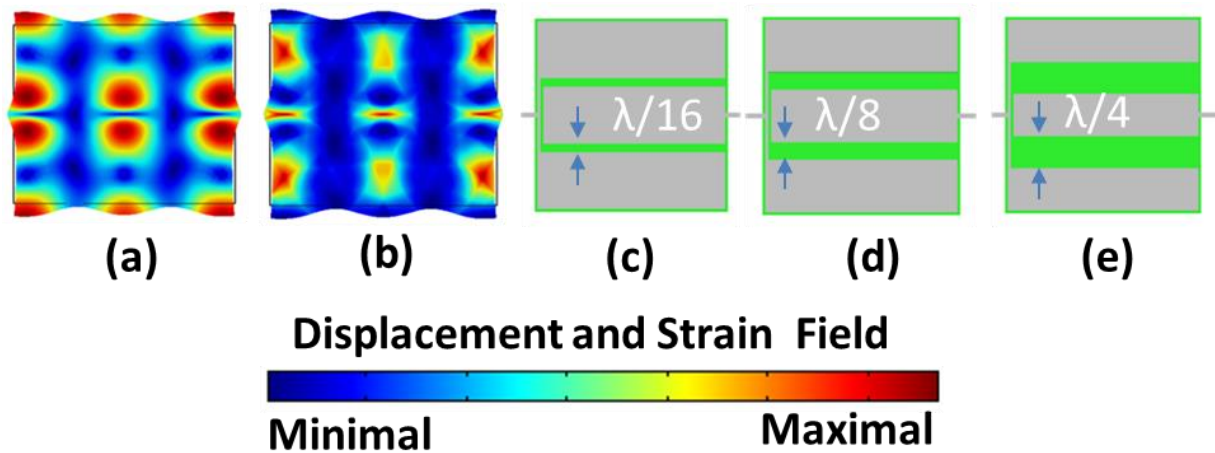 λ/16
λ/8
λ/4
(a)
(b)
(c)
(d)
(e)
Displacement and Strain Field
Minimal
Maximal